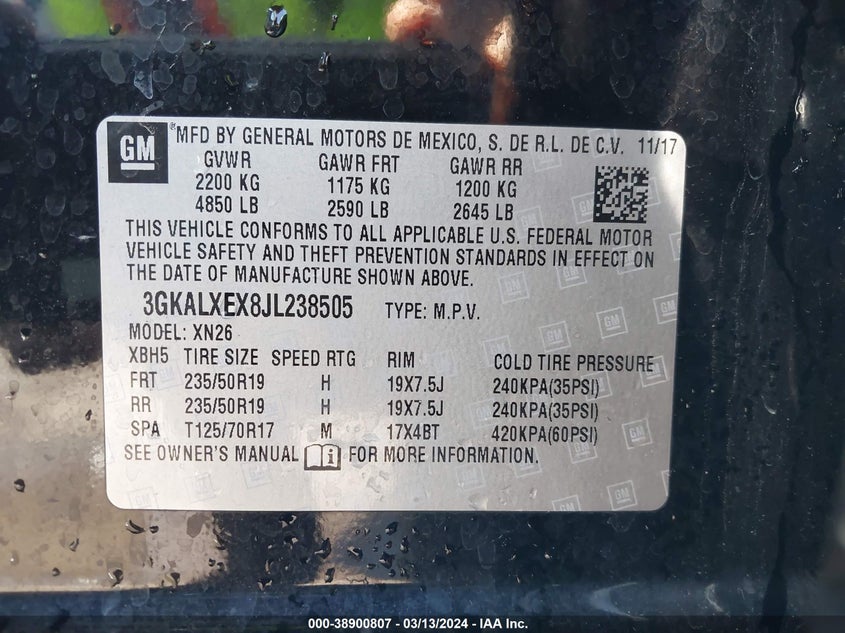 GM ® MFD BY GENERAL MOTORS DE MEXICO, S. DE R.L. DE C.V. 11/17
GVWR GAWR FRT GAWR RR
2200 KG 1175 KG 1200 KG
4850 LB 2590 LB 2645 LB
THIS VEHICLE CONFORMS TO ALL APPLICABLE U.S. FEDERAL MOTOR
VEHICLE SAFETY AND THEFT PREVENTION STANDARDS IN EFFECT ON
THE DATE OF MANUFACTURE SHOWN ABOVE.
3GKALXEX8JL238505 TYPE: M.P.V.
MODEL: XN26
XBH5 TIRE SIZE SPEED RTG RIM COLD TIRE PRESSURE
FRT 235/50R19 H 19X7.5J 240KPA(35PSI)
RR 235/50R19 H 19X7.5J 240KPA(35PSI)
SPA T125/70R17 M 17X4BT 420KPA(60PSI)
SEE OWNER'S MANUAL FOR MORE INFORMATION.
000-38900807 - 03/13/2024 - IAA Inc.